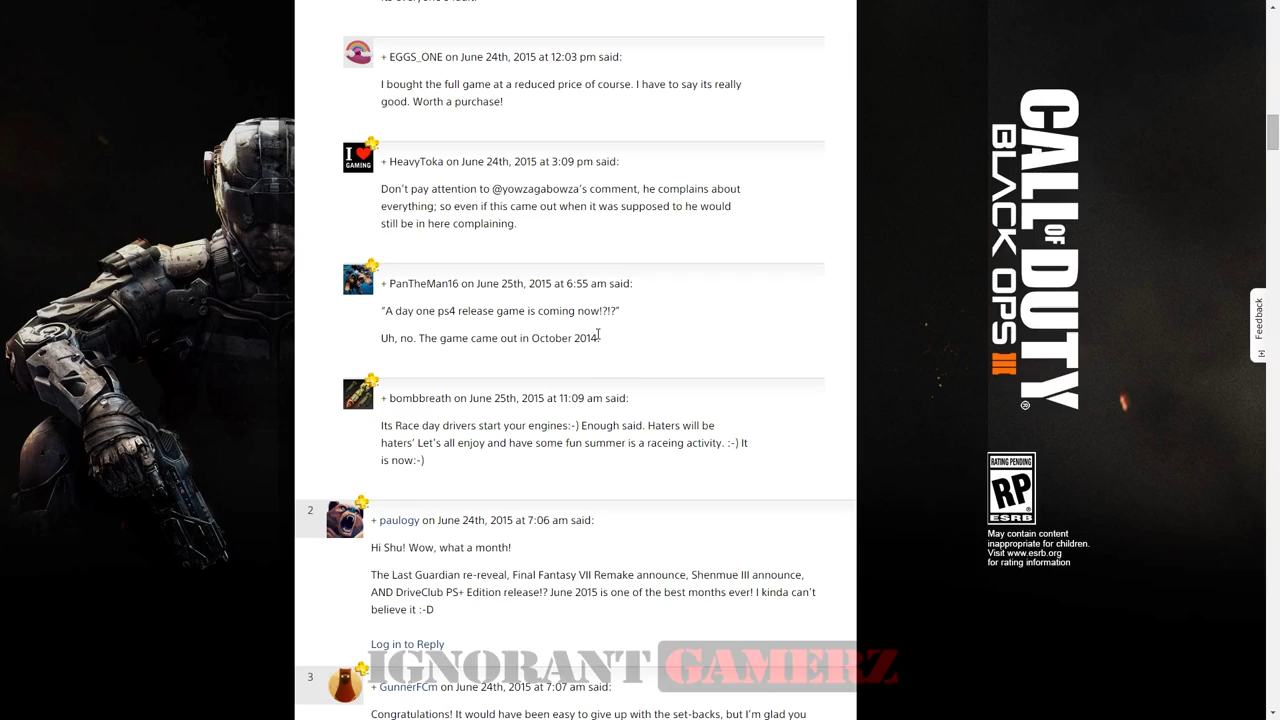 + EGGS_ONE on June 24th, 2015 at 12:03 pm said:
I bought the full game at a reduced price of course. I have to say its really
good. Worth a purchase!
I ❤ GAMING
+ HeavyToka on June 24th, 2015 at 3:09 pm said:
Don't pay attention to @yowzagabowza's comment, he complains about
everything; so even if this came out when it was supposed to he would
still be in here complaining.
+ PanTheMan16 on June 25th, 2015 at 6:55 am said:
“A day one ps4 release game is coming now!?!?”
Uh, no. The game came out in October 2014.
+ bombbreath on June 25th, 2015 at 11:09 am said:
Its Race day drivers start your engines:-) Enough said. Haters will be
haters’ Let’s all enjoy and have some fun summer is a raceing activity. :-) It
is now:-)
2
+ paulogy on June 24th, 2015 at 7:06 am said:
Hi Shu! Wow, what a month!
The Last Guardian re-reveal, Final Fantasy VII Remake announce, Shenmue III announce,
AND DriveClub PS+ Edition release!? June 2015 is one of the best months ever! I kinda can’t
believe it :-D
Log in to Reply
IGNORANT GAMERZ
3
+ GunnerFCm on June 24th, 2015 at 7:07 am said:
Congratulations! It would have been easy to give up with the set-backs, but I’m glad you
CALL OF DUTY®
BLACK OPS III
RATING PENDING
RP
ESRB
May contain content
inappropriate for children.
Visit www.esrb.org
for rating information
[+] Feedback